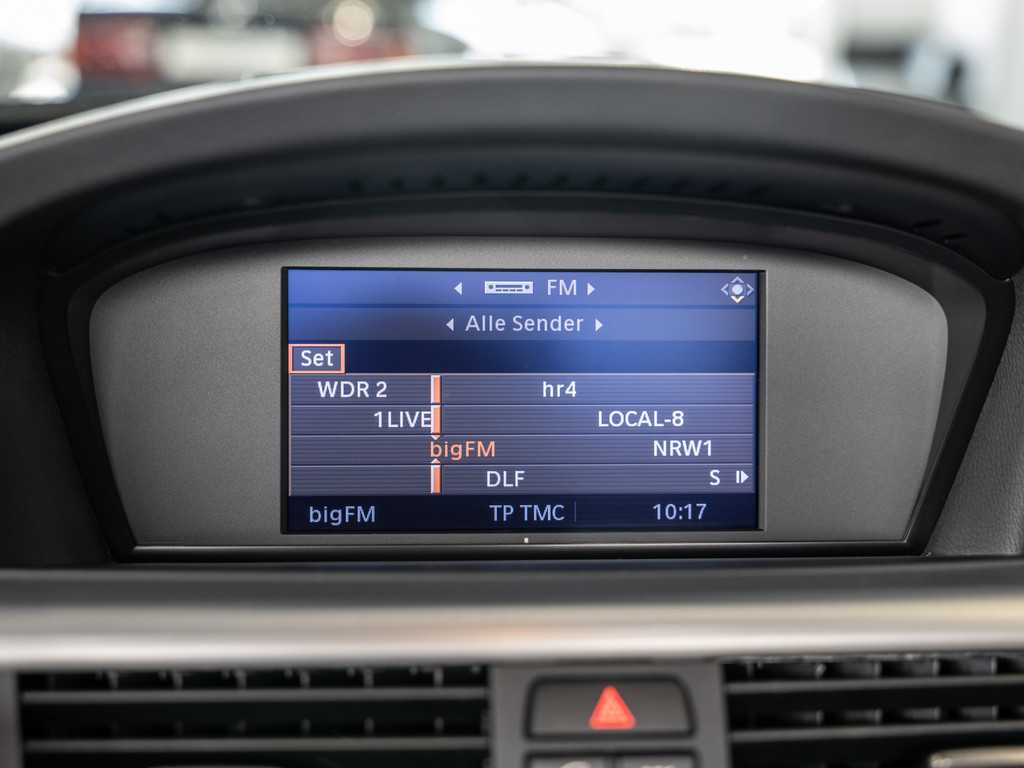 FM
Alle Sender
Set
WDR 2 hr4
1LIVE LOCAL-8
bigFM NRW1
DLF S
bigFM TP TMC 10:17